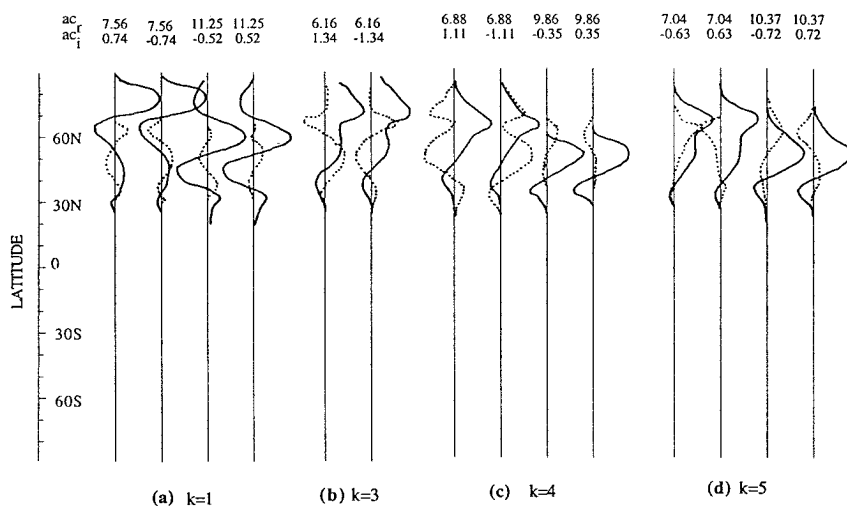 ac_r 7.56 7.56 11.25 11.25 6.16 6.16 6.88 6.88 9.86 9.86 7.04 7.04 10.37 10.37
ac_i 0.74 -0.74 -0.52 0.52 1.34 -1.34 1.11 -1.11 -0.35 0.35 -0.63 0.63 -0.72 0.72
60N
30N
0
30S
60S
LATITUDE
(a) k=1 (b) k=3 (c) k=4 (d) k=5